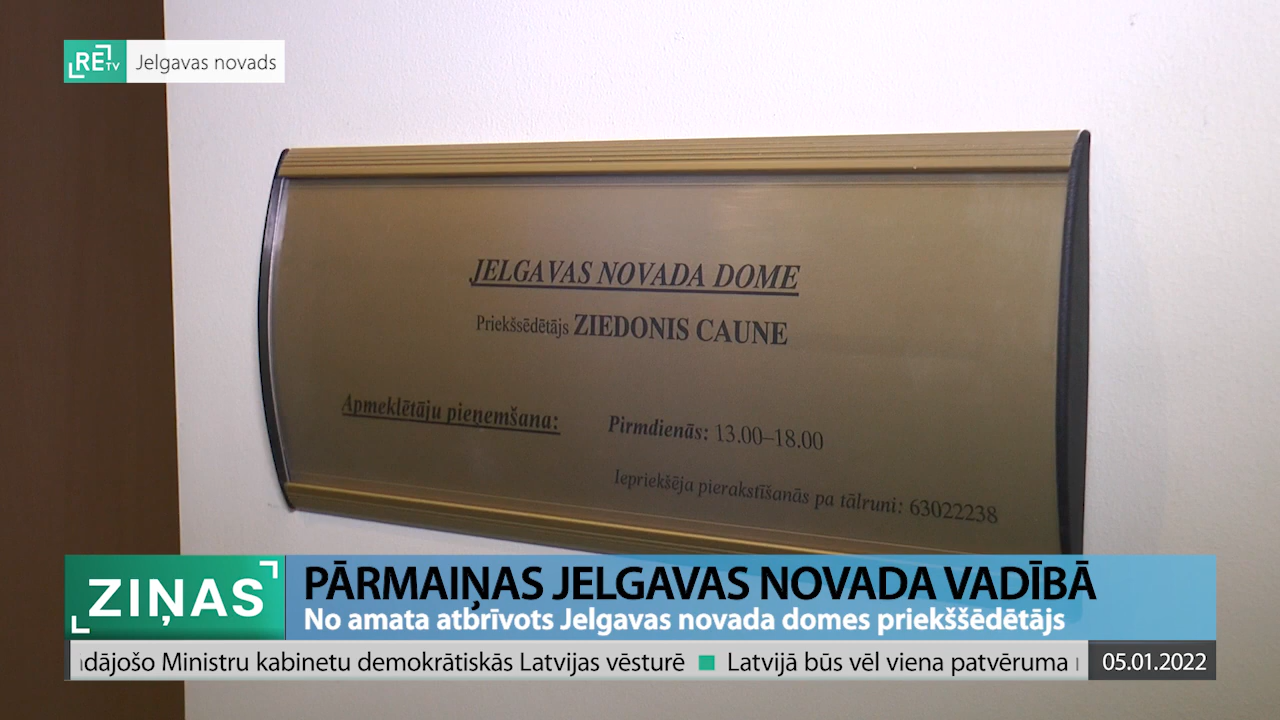 RE TV Jelgavas novads
JELGAVAS NOVADA DOME
Priekšsēdētājs ZIEDONIS CAUNE
Apmeklētāju pieņemšana: Pirmdienās: 13.00–18.00
Iepriekšēja pierakstīšanās pa tālruni: 63022238
ZIŅAS
PĀRMAIŅAS JELGAVAS NOVADA VADĪBĀ
No amata atbrīvots Jelgavas novada domes priekššēdētājs
dājošo Ministru kabinetu demokrātiskās Latvijas vēsturē ■ Latvijā būs vēl viena patvēruma
05.01.2022